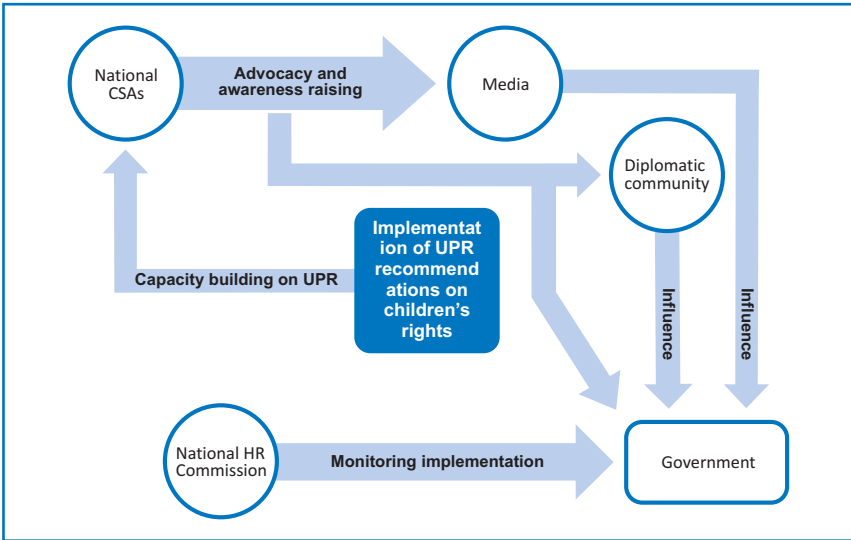 National
CSAs
Advocacy and
awareness raising
Media
Diplomatic
community
Implementat
ion of UPR
recommend
ations on
children’s
rights
Capacity building on UPR
Influence
Influence
National HR
Commission
Monitoring implementation
Government